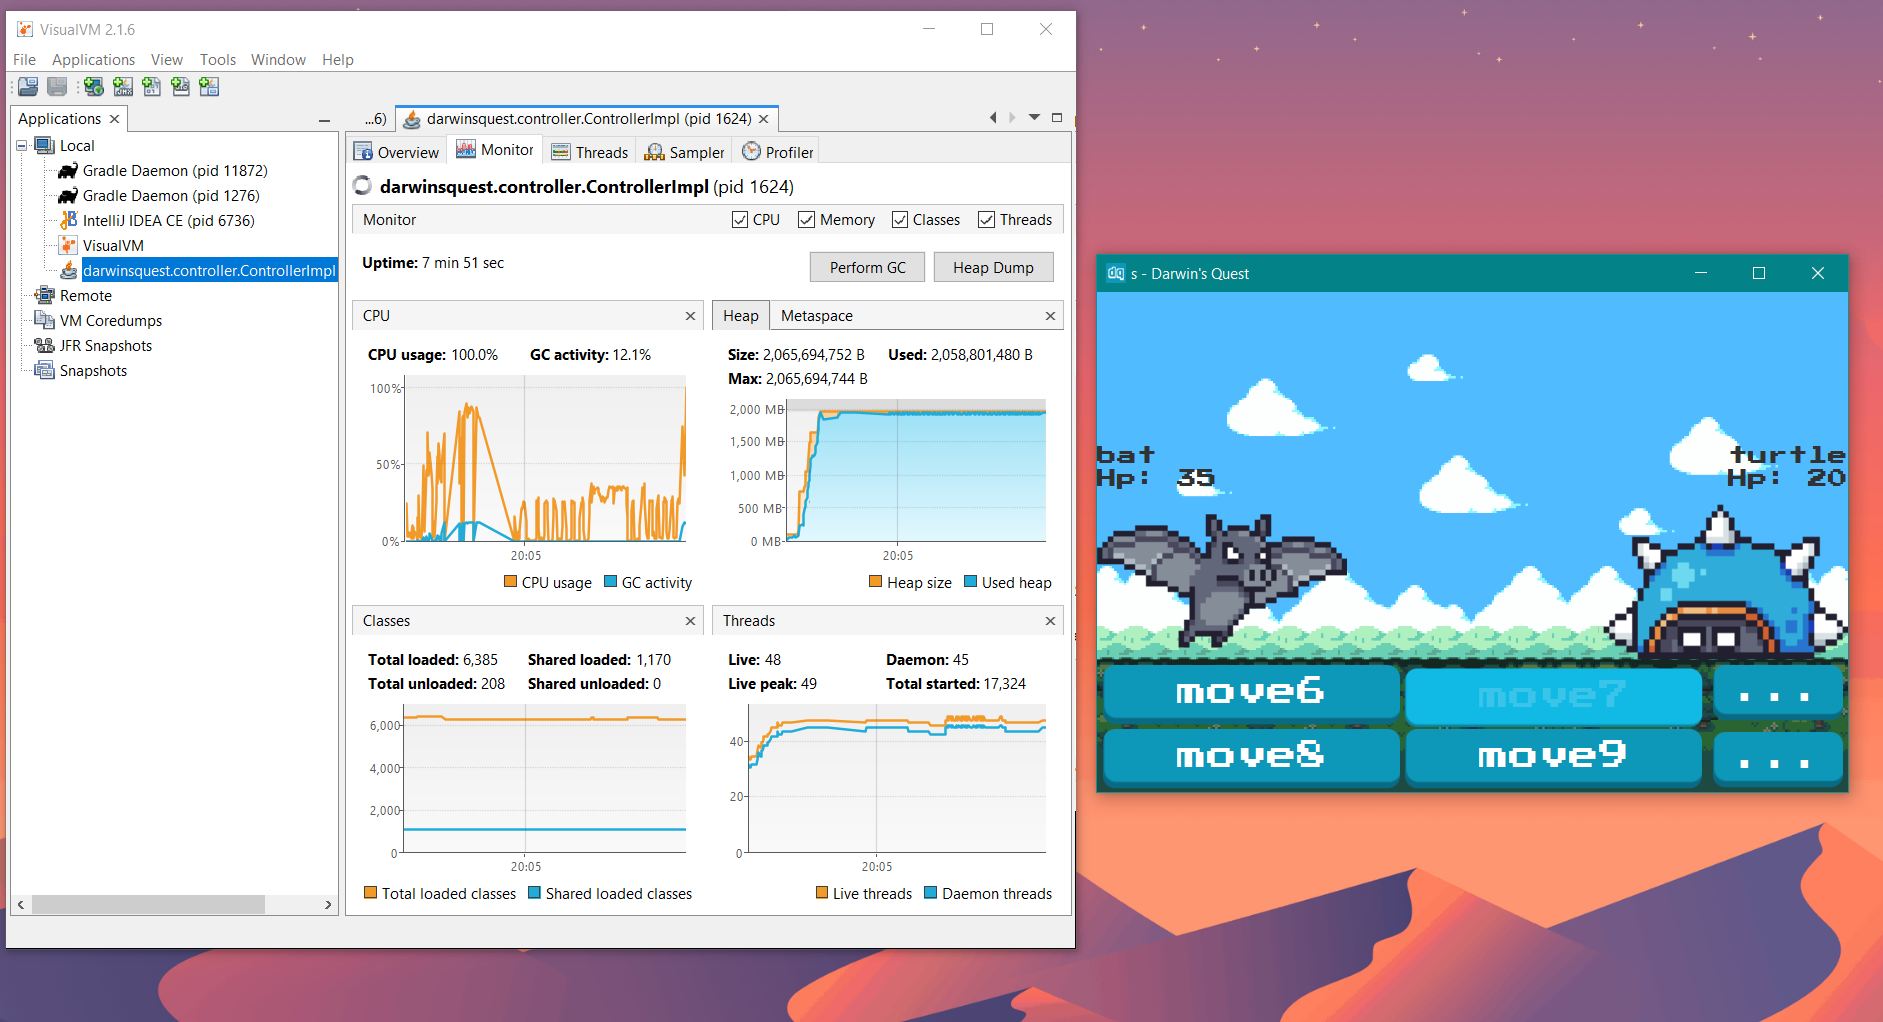 VisualVM 2.1.6
File Applications View Tools Window Help
Applications
...6)
darwinsquest.controller.ControllerImpl (pid 1624)
Local
Gradle Daemon (pid 11872)
Gradle Daemon (pid 1276)
IntelliJ IDEA CE (pid 6736)
VisualVM
darwinsquest.controller.ControllerImpl
Remote
VM Coredumps
JFR Snapshots
Snapshots
Overview Monitor Threads Sampler Profiler
darwinsquest.controller.ControllerImpl (pid 1624)
Monitor
CPU Memory Classes Threads
Uptime: 7 min 51 sec
Perform GC Heap Dump
CPU
CPU usage: 100.0% GC activity: 12.1%
100%
50%
0%
20:05
CPU usage GC activity
Heap Metaspace
Size: 2,065,694,752 B Used: 2,058,801,480 B
Max: 2,065,694,744 B
2,000 MB
1,500 MB
1,000 MB
500 MB
0 MB
20:05
Heap size Used heap
Classes
Total loaded: 6,385 Shared loaded: 1,170
Total unloaded: 208 Shared unloaded: 0
6,000
4,000
2,000
0
20:05
Total loaded classes Shared loaded classes
Threads
Live: 48 Daemon: 45
Live peak: 49 Total started: 17,324
40
20
0
20:05
Live threads Daemon threads
dq s - Darwin's Quest
bat turtle
Hp: 35 Hp: 20
move6 move7 ...
move8 move9 ...